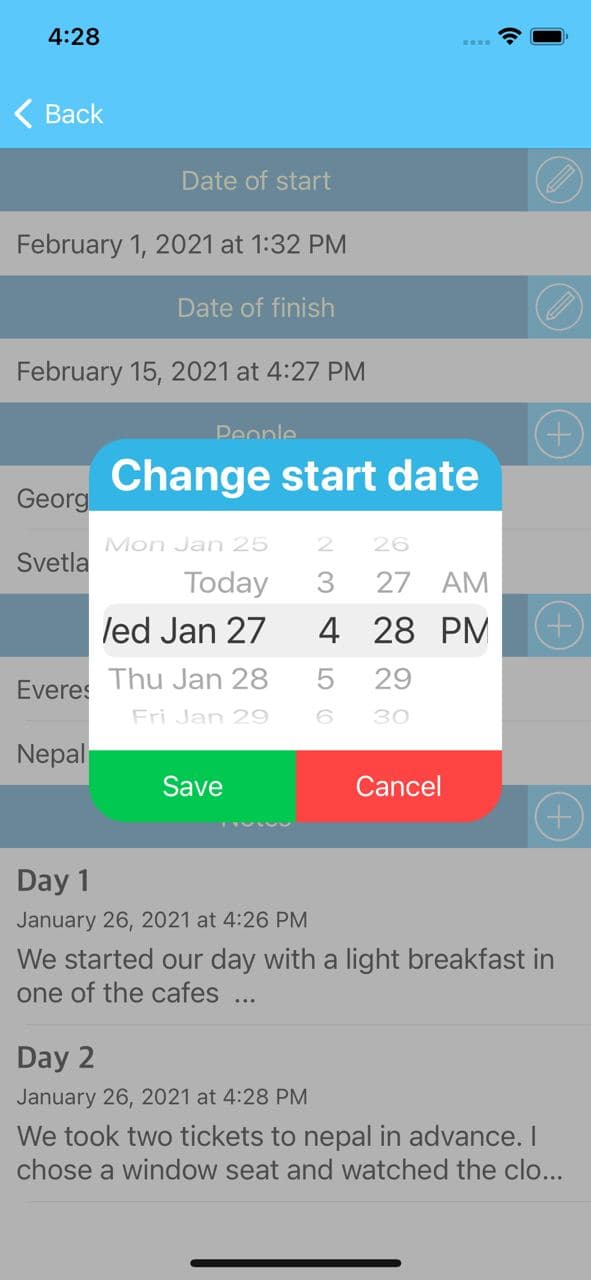 4:28
Back
Date of start
February 1, 2021 at 1:32 PM
Date of finish
February 15, 2021 at 4:27 PM
People
Georg
Svetla
Everes
Nepal
Change start date
Mon Jan 25 2 26
Today 3 27 AM
Jan 27 4 28 PM
Thu Jan 28 5 29
Fri Jan 29 6 30
Save Cancel
Notes
Day 1
January 26, 2021 at 4:26 PM
We started our day with a light breakfast in
one of the cafes ...
Day 2
January 26, 2021 at 4:28 PM
We took two tickets to nepal in advance. I
chose a window seat and watched the clo...